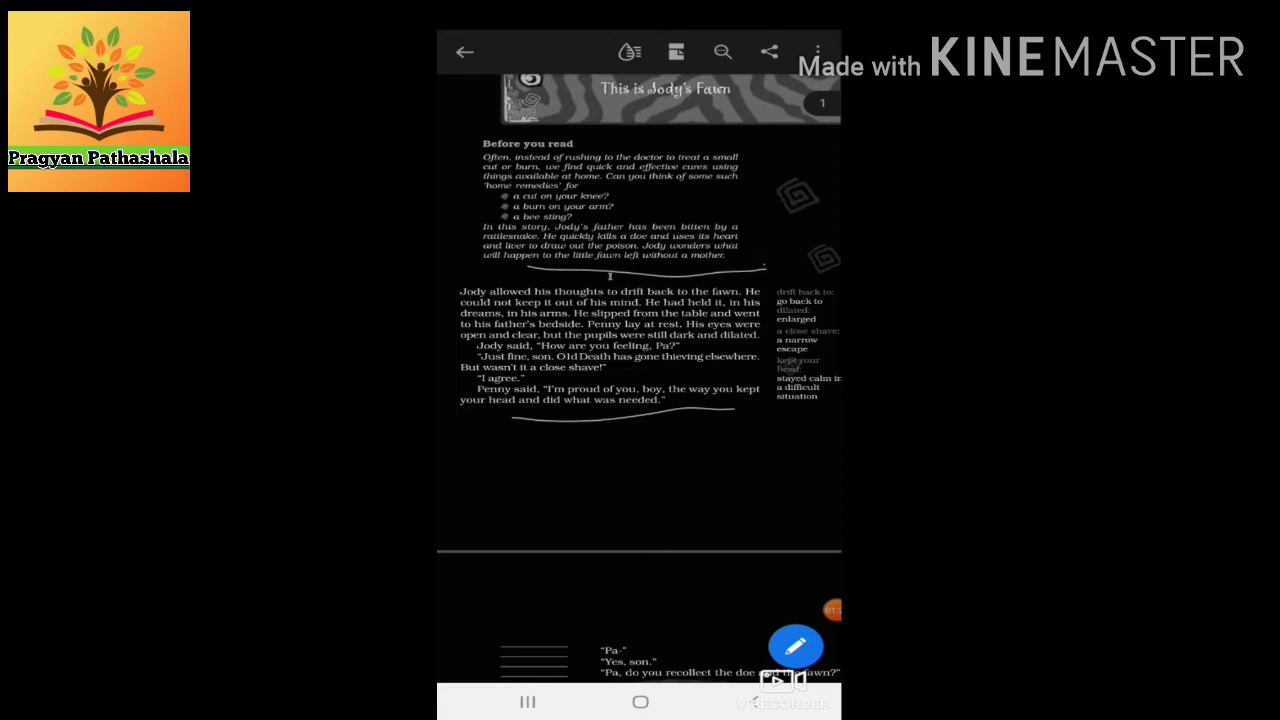 Pragyan Pathashala
Made with KINEMASTER
This is Jody's Fawn
1
Before you read
Often, instead of rushing to the doctor to treat a small
cut or burn, we find quick and effective cures using
things available at home. Can you think of some such
'home remedies' for
a cut on your knee?
a burn on your arm?
a bee sting?
In this story, Jody's father has been bitten by a
rattlesnake. He quickly kills a doe and uses its heart
and liver to draw out the poison. Jody wonders what
will happen to the little fawn left without a mother.
Jody allowed his thoughts to drift back to the fawn. He
could not keep it out of his mind. He had held it, in his
dreams, in his arms. He slipped from the table and went
to his father's bedside. Penny lay at rest. His eyes were
open and clear, but the pupils were still dark and dilated.
Jody said, "How are you feeling, Pa?"
"Just fine, son. Old Death has gone thieving elsewhere.
But wasn't it a close shave!"
"I agree."
Penny said, "I'm proud of you, boy, the way you kept
your head and did what was needed."
drift back to:
go back to
dilated:
enlarged
a close shave:
a narrow
escape
kept your
head:
stayed calm in
a difficult
situation
"Pa-"
"Yes, son."
"Pa, do you recollect the doe and the fawn?"
V RECORDER